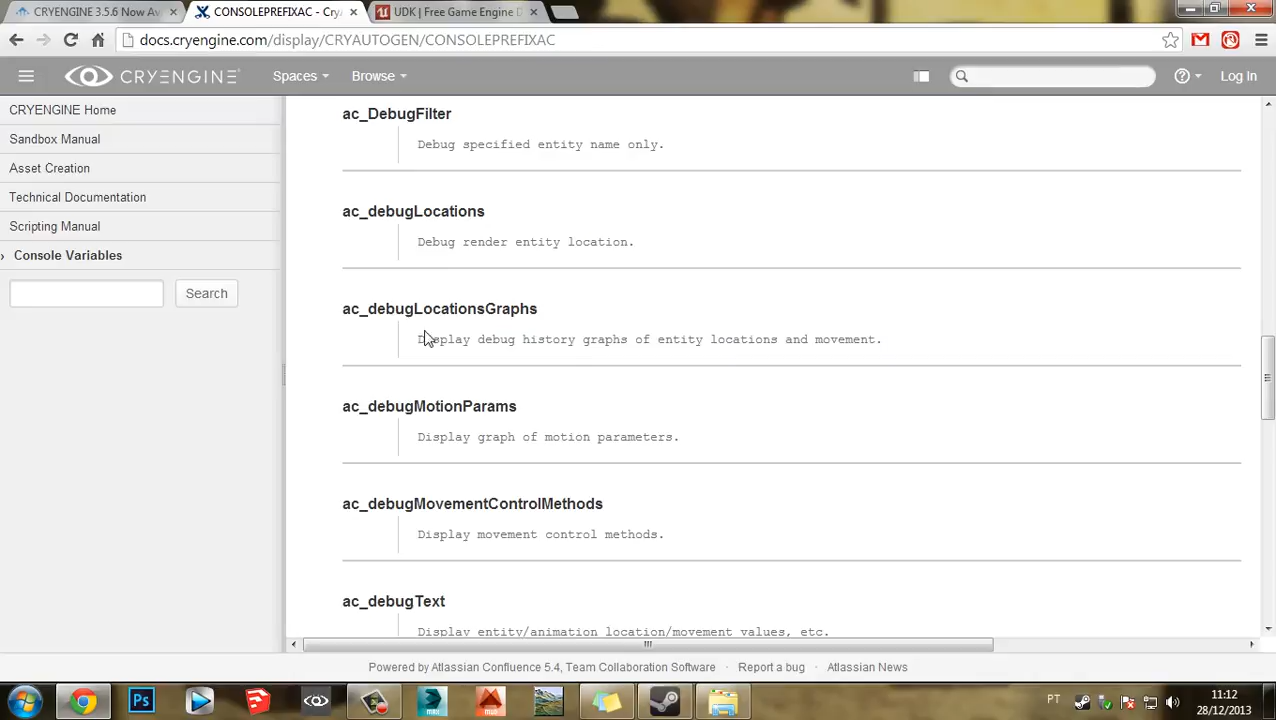 CRYENGINE 3.5.6 Now Av
CONSOLEPREFIXAC - Cry
UDK | Free Game Engine D
docs.cryengine.com/display/CRYAUTOGEN/CONSOLEPREFIXAC
CRYENGINE Spaces Browse Log In
CRYENGINE Home
Sandbox Manual
Asset Creation
Technical Documentation
Scripting Manual
Console Variables
Search
ac_DebugFilter
Debug specified entity name only.
ac_debugLocations
Debug render entity location.
ac_debugLocationsGraphs
Display debug history graphs of entity locations and movement.
ac_debugMotionParams
Display graph of motion parameters.
ac_debugMovementControlMethods
Display movement control methods.
ac_debugText
Display entity/animation location/movement values, etc.
Powered by Atlassian Confluence 5.4, Team Collaboration Software · Report a bug · Atlassian News
Ps
PT
11:12
28/12/2013